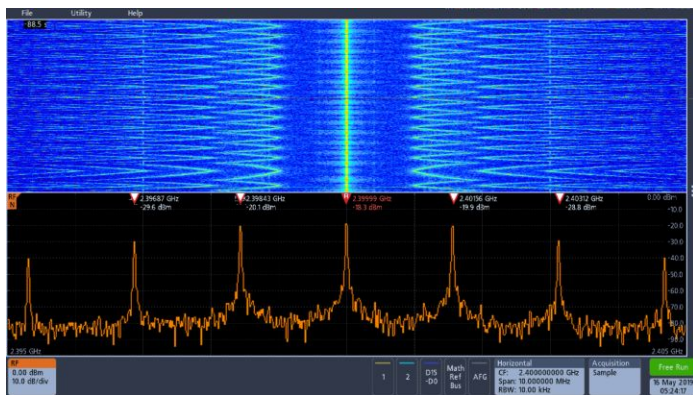 File Utility Help
-88.5 s
2.39687 GHz
-29.6 dBm
2.39843 GHz
-20.1 dBm
2.39999 GHz
-18.3 dBm
2.40156 GHz
-19.9 dBm
2.40312 GHz
-28.8 dBm
0.00 dBm
RF
N
-10.0
-20.0
-30.0
-40.0
-50.0
-60.0
-70.0
-80.0
-90.0
2.395 GHz
2.405 GHz
RF
0.00 dBm
10.0 dB/div
1
2
D15
-D0
Math
Ref
Bus
AFG
Horizontal
CF: 2.400000000 GHz
Span: 10.000000 MHz
RBW: 10.00 kHz
Acquisition
Sample
Free Run
16 May 2019
05:24:17